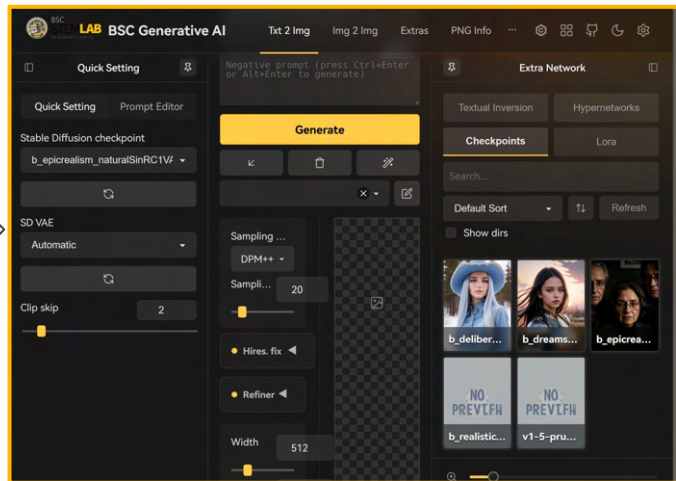 BSC
STEM LAB BSC Generative AI
Txt 2 Img Img 2 Img Extras PNG Info ...
Quick Setting
Quick Setting Prompt Editor
Stable Diffusion checkpoint
b_epicrealism_naturalSinRC1VA
SD VAE
Automatic
Clip skip 2
Negative prompt (press Ctrl+Enter
or Alt+Enter to generate)
Generate
Sampling ...
DPM++
Sampli... 20
Hires. fix
Refiner
Width 512
Extra Network
Textual Inversion Hypernetworks
Checkpoints Lora
Search...
Default Sort Refresh
Show dirs
b_deliber... b_dreams... b_epicrea...
NO NO
b_realistic... v1-5-pru...